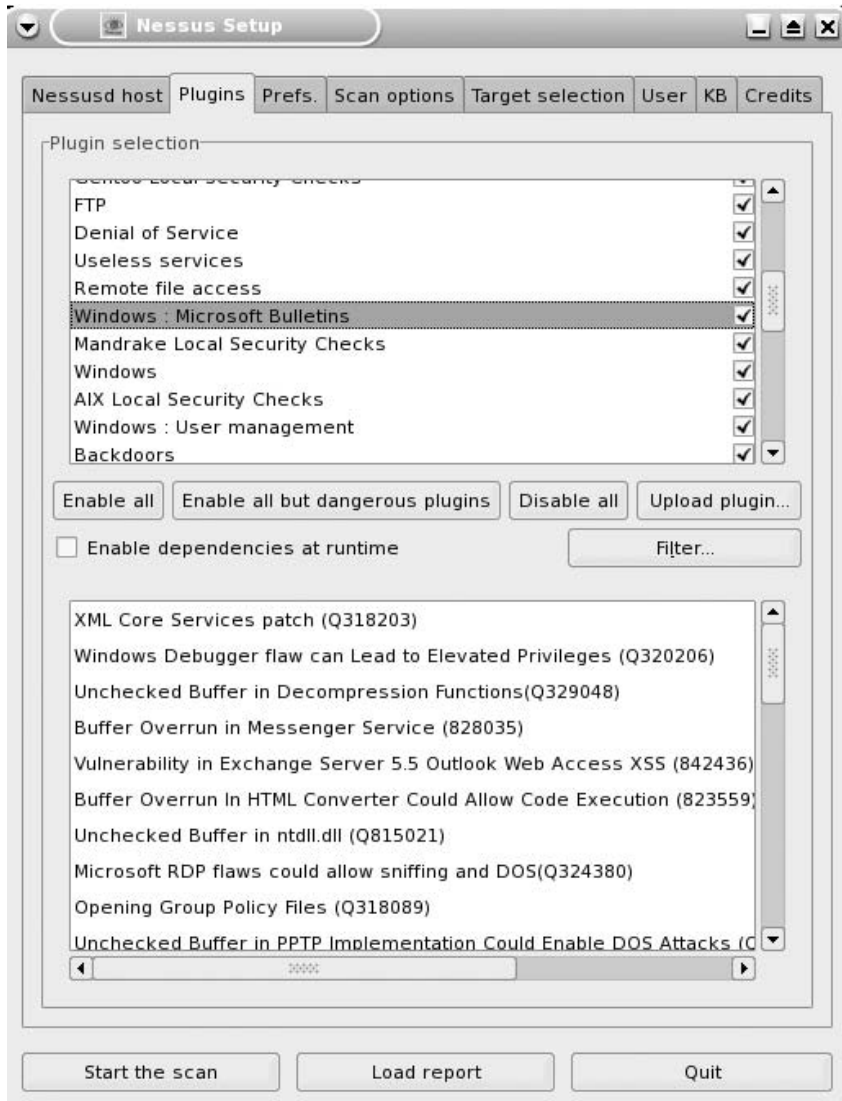 Nessus Setup
Nessusd host Plugins Prefs. Scan options Target selection User KB Credits
Plugin selection
Gentoo Local Security Checks
FTP
Denial of Service
Useless services
Remote file access
Windows : Microsoft Bulletins
Mandrake Local Security Checks
Windows
AIX Local Security Checks
Windows : User management
Backdoors
Enable all Enable all but dangerous plugins Disable all Upload plugin...
Enable dependencies at runtime Filter...
XML Core Services patch (Q318203)
Windows Debugger flaw can Lead to Elevated Privileges (Q320206)
Unchecked Buffer in Decompression Functions(Q329048)
Buffer Overrun in Messenger Service (828035)
Vulnerability in Exchange Server 5.5 Outlook Web Access XSS (842436)
Buffer Overrun In HTML Converter Could Allow Code Execution (823559)
Unchecked Buffer in ntdll.dll (Q815021)
Microsoft RDP flaws could allow sniffing and DOS(Q324380)
Opening Group Policy Files (Q318089)
Unchecked Buffer in PPTP Implementation Could Enable DOS Attacks
Start the scan Load report Quit